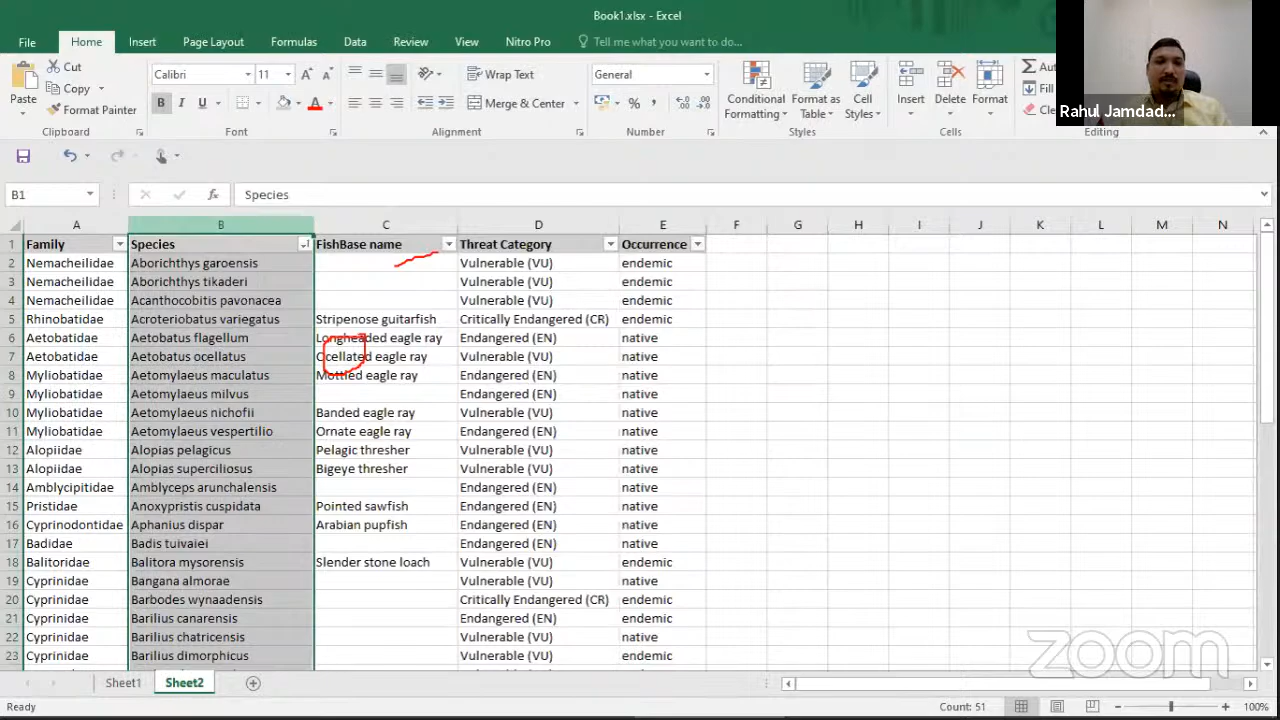 Book1.xlsx - Excel
File Home Insert Page Layout Formulas Data Review View Nitro Pro Tell me what you want to do...
Paste
Cut
Copy
Format Painter
Clipboard
Calibri 11
B I U
Font
Wrap Text
Merge & Center
Alignment
General
Number
Conditional Formatting
Format as Table
Cell Styles
Styles
Insert Delete Format
Cells
Fill
Editing
Rahul Jamdad...
B1 fx Species
A B C D E F G H I J K L M N
1 Family Species FishBase name Threat Category Occurrence
2 Nemacheilidae Aborichthys garoensis Vulnerable (VU) endemic
3 Nemacheilidae Aborichthys tikaderi Vulnerable (VU) endemic
4 Nemacheilidae Acanthocobitis pavonacea Vulnerable (VU) endemic
5 Rhinobatidae Acroteriobatus variegatus Stripenose guitarfish Critically Endangered (CR) endemic
6 Aetobatidae Aetobatus flagellum Longheaded eagle ray Endangered (EN) native
7 Aetobatidae Aetobatus ocellatus Ocellated eagle ray Vulnerable (VU) native
8 Myliobatidae Aetomylaeus maculatus Mottled eagle ray Endangered (EN) native
9 Myliobatidae Aetomylaeus milvus Endangered (EN) native
10 Myliobatidae Aetomylaeus nichofii Banded eagle ray Vulnerable (VU) native
11 Myliobatidae Aetomylaeus vespertilio Ornate eagle ray Endangered (EN) native
12 Alopiidae Alopias pelagicus Pelagic thresher Vulnerable (VU) native
13 Alopiidae Alopias superciliosus Bigeye thresher Vulnerable (VU) native
14 Amblycipitidae Amblyceps arunchalensis Endangered (EN) native
15 Pristidae Anoxypristis cuspidata Pointed sawfish Endangered (EN) native
16 Cyprinodontidae Aphanius dispar Arabian pupfish Endangered (EN) native
17 Badidae Badis tuivaiei Endangered (EN) native
18 Balitoridae Balitora mysorensis Slender stone loach Vulnerable (VU) endemic
19 Cyprinidae Bangana almorae Vulnerable (VU) native
20 Cyprinidae Barbodes wynaadensis Critically Endangered (CR) endemic
21 Cyprinidae Barilius canarensis Endangered (EN) endemic
22 Cyprinidae Barilius chatricensis Vulnerable (VU) native
23 Cyprinidae Barilius dimorphicus Vulnerable (VU) endemic
zoom
Sheet1 Sheet2
Ready Count: 51 100%